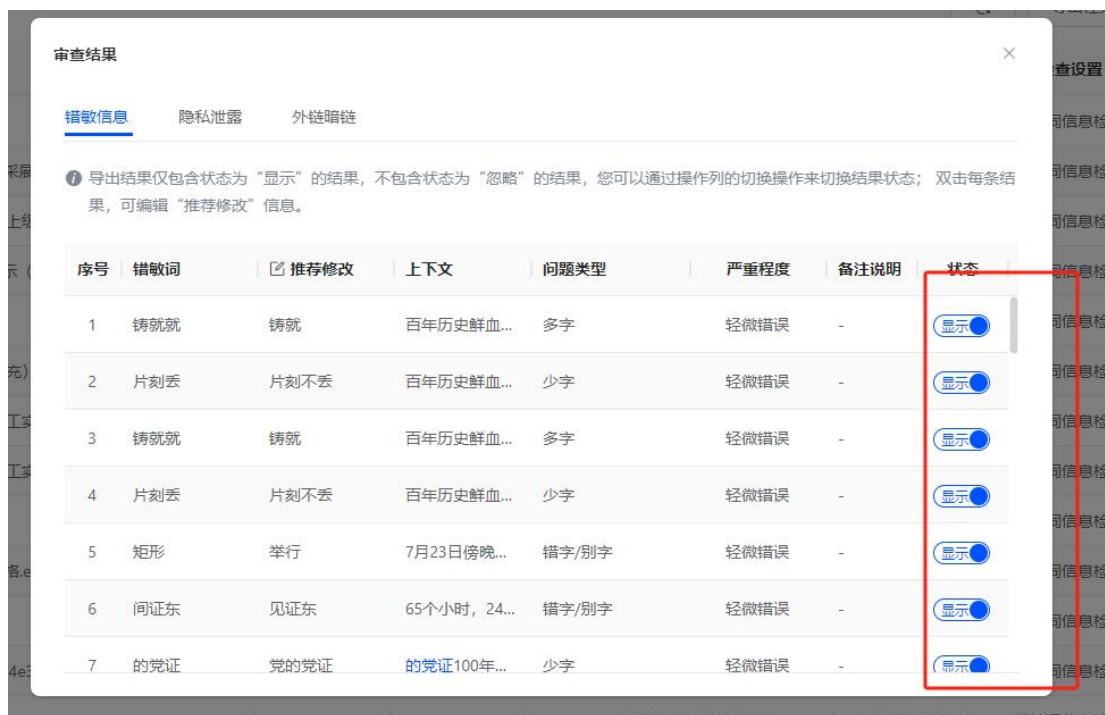 审查结果
查设置
错敏信息 隐私泄露 外链暗链
导出结果仅包含状态为“显示”的结果，不包含状态为“忽略”的结果，您可以通过操作列的切换操作来切换结果状态； 双击每条结
果，可编辑“推荐修改”信息。
序号 错敏词 推荐修改 上下文 问题类型 严重程度 备注说明 状态
1 铸就就 铸就 百年历史鲜血... 多字 轻微错误 - 显示
2 片刻丢 片刻不丢 百年历史鲜血... 少字 轻微错误 - 显示
3 铸就就 铸就 百年历史鲜血... 多字 轻微错误 - 显示
4 片刻丢 片刻不丢 百年历史鲜血... 少字 轻微错误 - 显示
5 矩形 举行 7月23日傍晚... 错字/别字 轻微错误 - 显示
6 间证东 见证东 65个小时，24... 错字/别字 轻微错误 - 显示
7 的党证 党的党证 的党证100年... 少字 轻微错误 - 显示